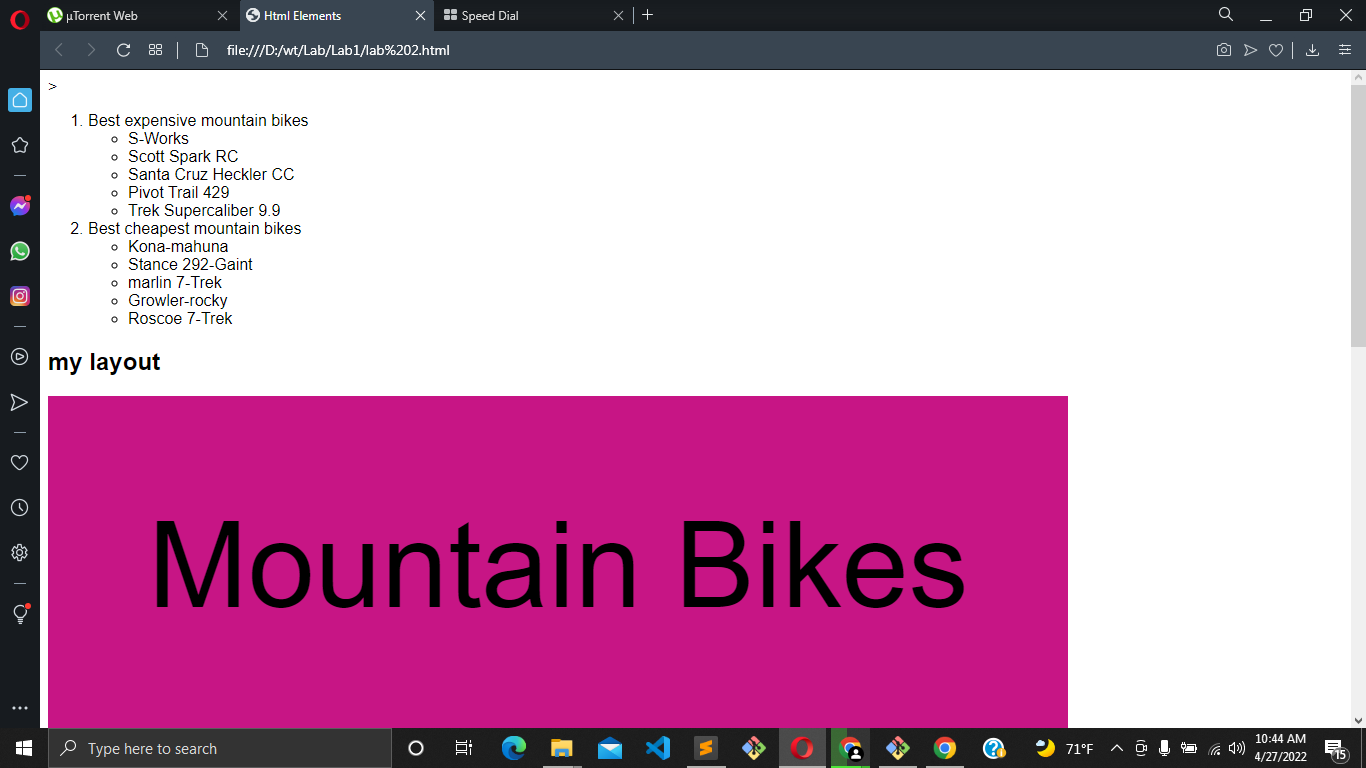 µTorrent Web
Html Elements
Speed Dial
file:///D:/wt/Lab/Lab1/lab%202.html
>
1. Best expensive mountain bikes
S-Works
Scott Spark RC
Santa Cruz Heckler CC
Pivot Trail 429
Trek Supercaliber 9.9
2. Best cheapest mountain bikes
Kona-mahuna
Stance 292-Gaint
marlin 7-Trek
Growler-rocky
Roscoe 7-Trek
my layout
Mountain Bikes
Type here to search
71°F
10:44 AM
4/27/2022
15